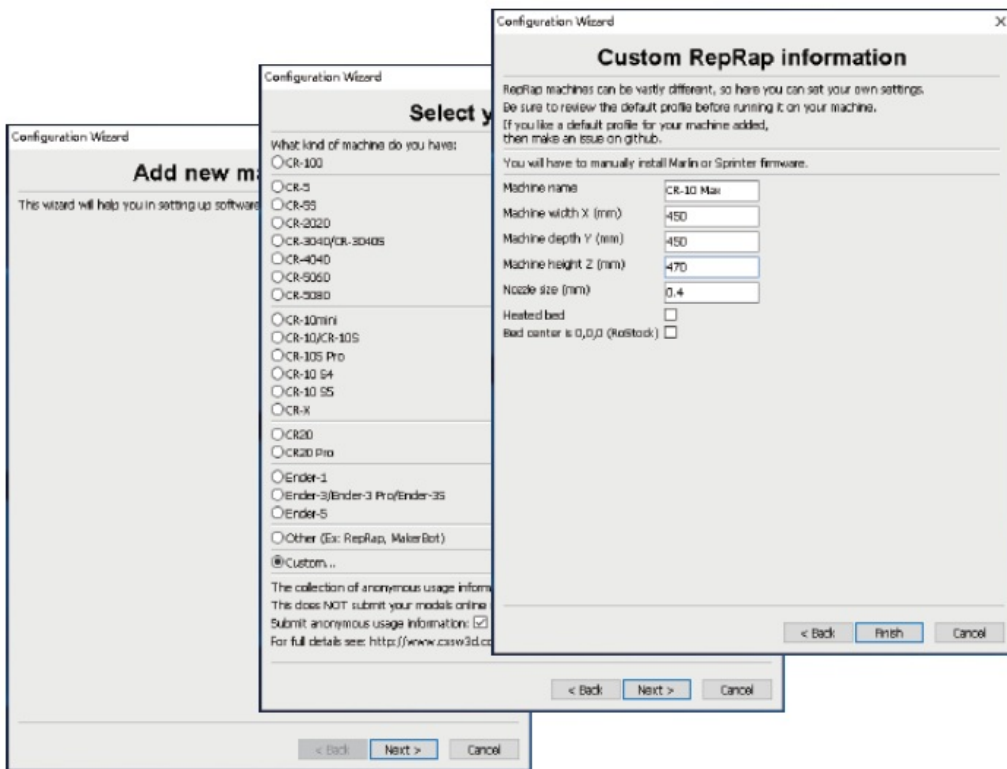 Configuration Wizard
Add new m
This wizard will help you in setting up software
< Back
Next >
Cancel
Configuration Wizard
Select y
What kind of machine do you have:
CR-100
CR-5
CR-5S
CR-2020
CR-3040/CR-3040S
CR-4040
CR-5060
CR-5080
CR-10mini
CR-10/CR-10S
CR-10S Pro
CR-10 S4
CR-10 S5
CR-X
CR20
CR20 Pro
Ender-1
Ender-3/Ender-3 Pro/Ender-3S
Ender-5
Other (Ex: RepRap, MakerBot)
Custom...
The collection of anonymous usage inform
This does NOT submit your models online
Submit anonymous usage information:
For full details see: http://www.cxsw3d.co
< Back
Next >
Cancel
Configuration Wizard
Custom RepRap information
RepRap machines can be vastly different, so here you can set your own settings.
Be sure to review the default profile before running it on your machine.
If you like a default profile for your machine added,
then make an issue on github.
You will have to manually install Marlin or Sprinter firmware.
Machine name CR-10 Max
Machine width X (mm) 450
Machine depth Y (mm) 450
Machine height Z (mm) 470
Nozzle size (mm) 0.4
Heated bed
Bed center is 0,0,0 (RoStock)
< Back
Finish
Cancel